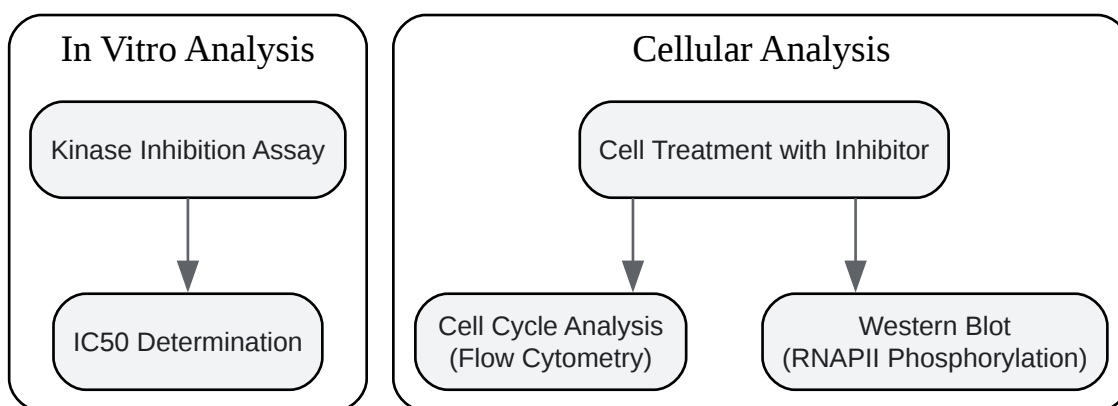 In Vitro Analysis
Kinase Inhibition Assay
IC50 Determination
Cellular Analysis
Cell Treatment with Inhibitor
Cell Cycle Analysis
(Flow Cytometry)
Western Blot
(RNAPII Phosphorylation)